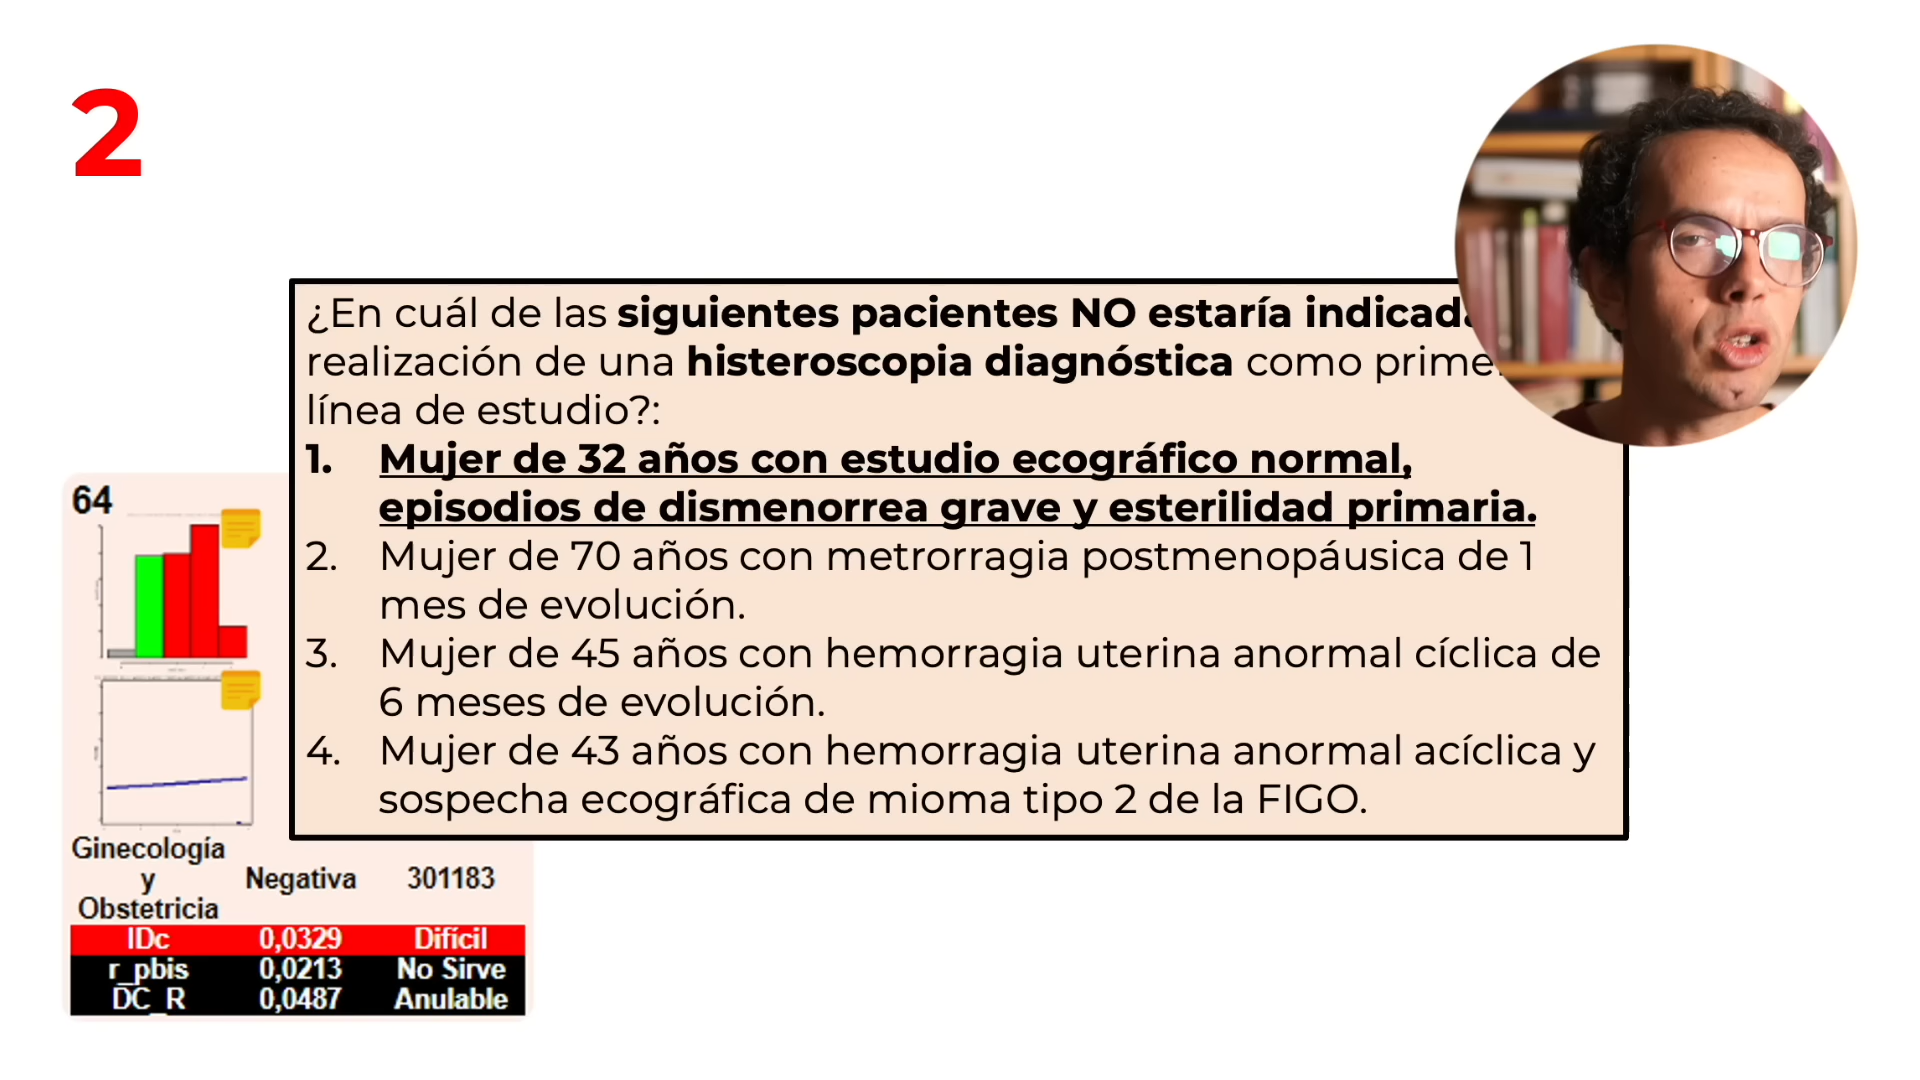 2
¿En cuál de las siguientes pacientes NO estaría
realización de una histeroscopia diagnóstica como
línea de estudio?:
1. Mujer de 32 años con estudio ecográfico normal,
episodios de dismenorrea grave y esterilidad primaria.
2. Mujer de 70 años con metrorragia postmenopáusica de 1
mes de evolución.
3. Mujer de 45 años con hemorragia uterina anormal cíclica de
6 meses de evolución.
4. Mujer de 43 años con hemorragia uterina anormal acíclica y
sospecha ecográfica de mioma tipo 2 de la FIGO.
64
Ginecología
y
Obstetricia
Negativa 301183
IDc 0,0329 Difícil
r_pbis 0,0213 No Sirve
DC_R 0,0487 Anulable